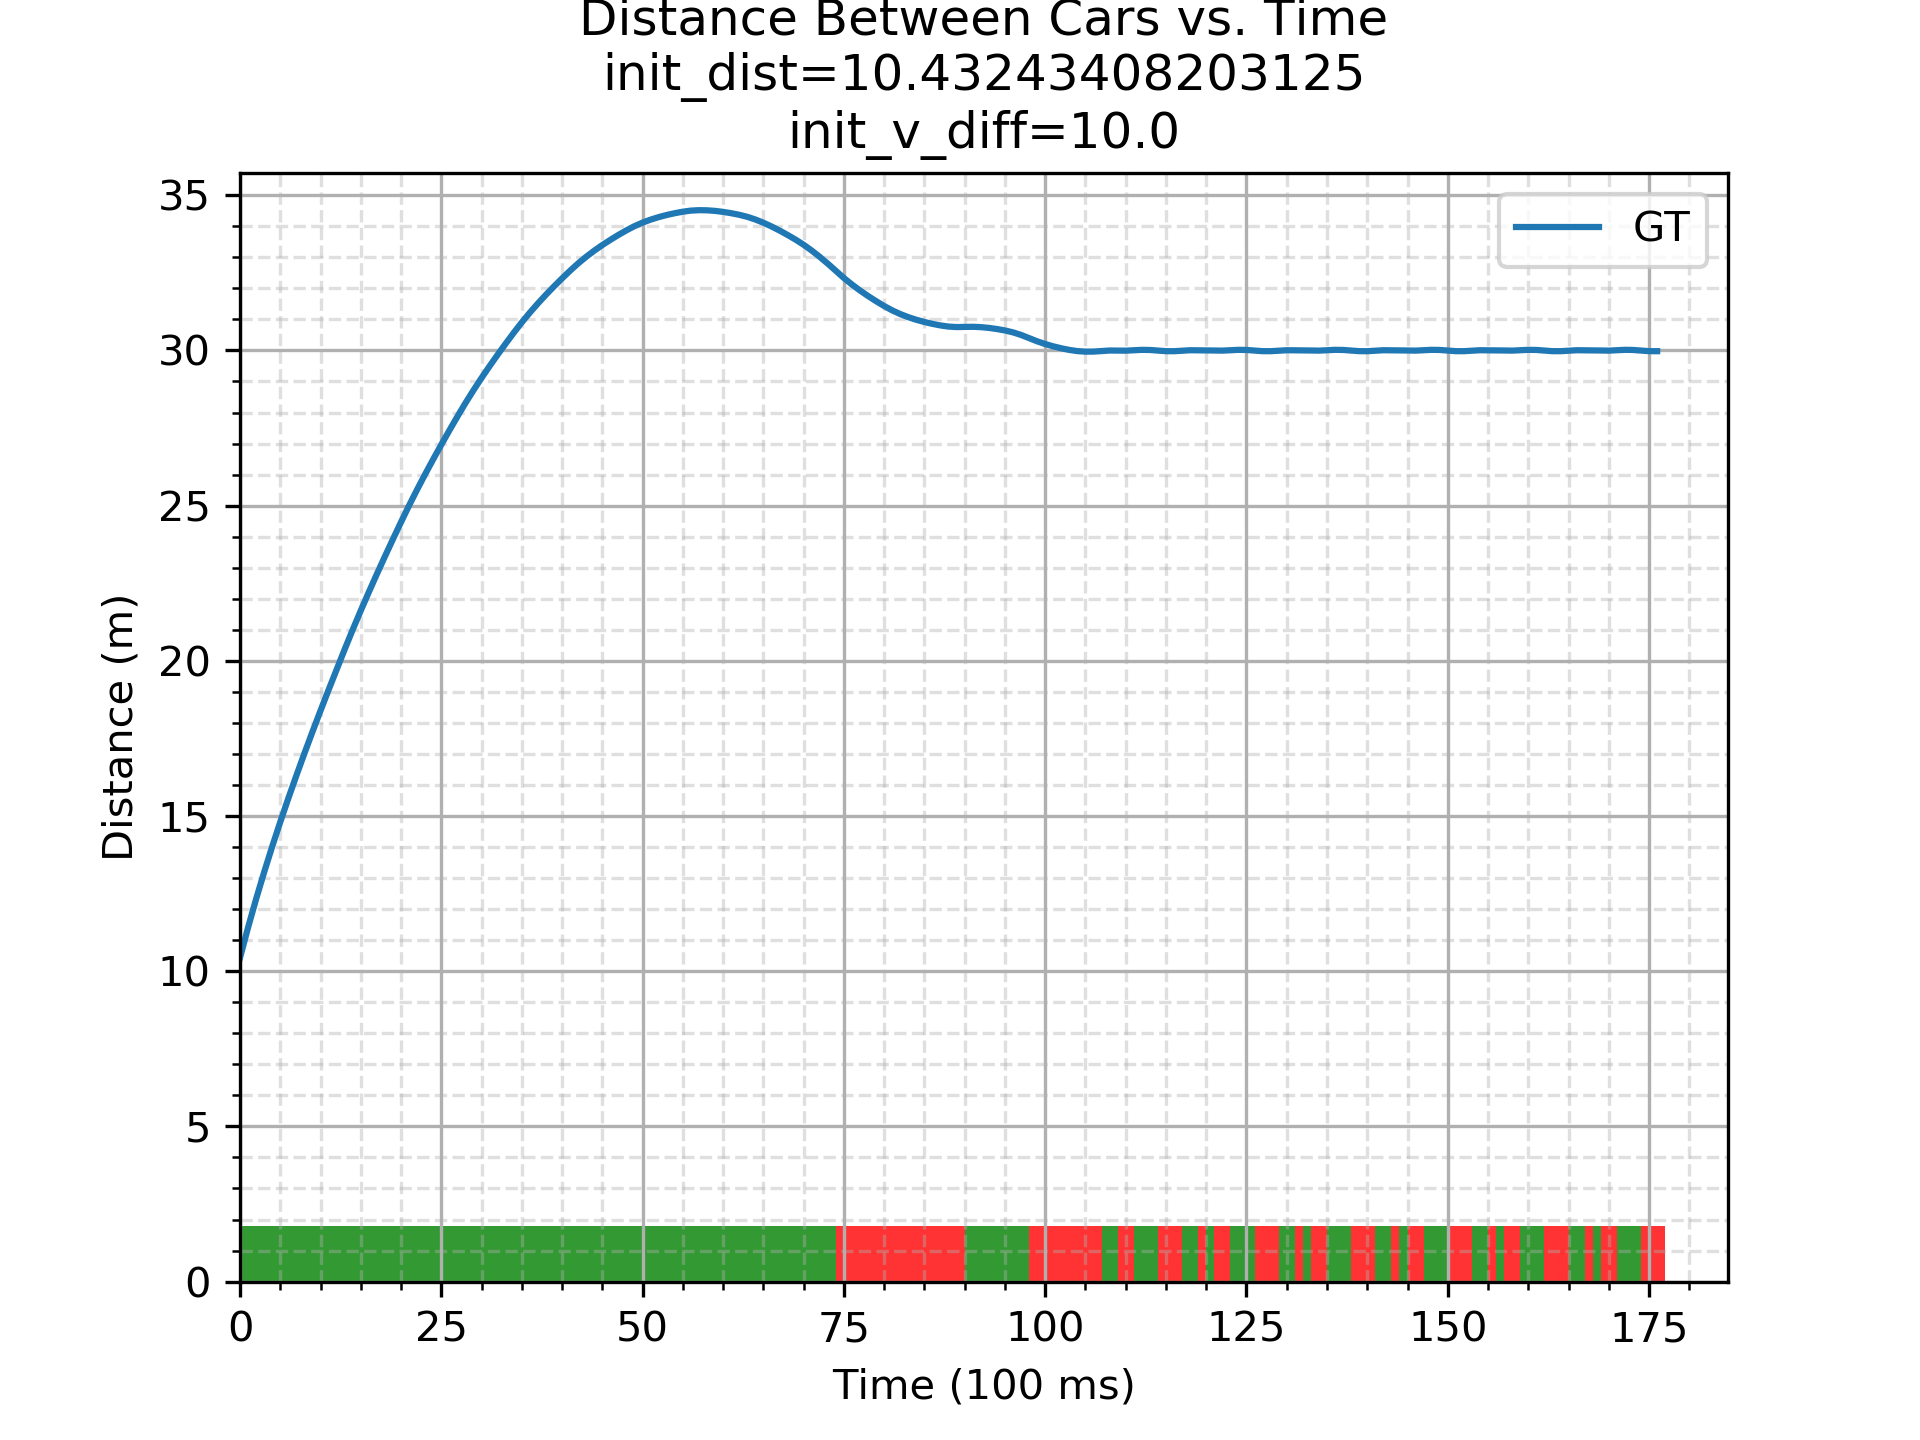 Distance Between Cars vs. Time
init_dist=10.43243408203125
init_v_diff=10.0
GT
Distance (m)
35
30
25
20
15
10
5
0
0 25 50 75 100 125 150 175
Time (100 ms)